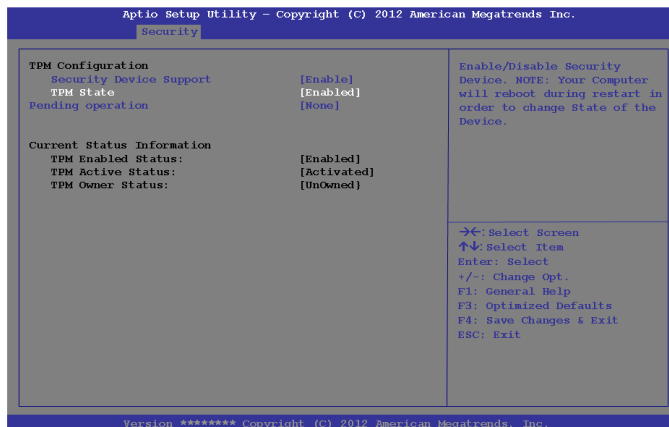 Aptio Setup Utility – Copyright (C) 2012 American Megatrends Inc.
Security
TPM Configuration
Security Device Support [Enable]
TPM State [Enabled]
Pending operation [None]
Current Status Information
TPM Enabled Status: [Enabled]
TPM Active Status: [Activated]
TPM Owner Status: [UnOwned}
Enable/Disable Security
Device. NOTE: Your Computer
will reboot during restart in
order to change State of the
Device.
→←: Select Screen
↑↓: Select Item
Enter: Select
+/-: Change Opt.
F1: General Help
F3: Optimized Defaults
F4: Save Changes & Exit
ESC: Exit
Version ******** Copyright (C) 2012 American Megatrends, Inc.